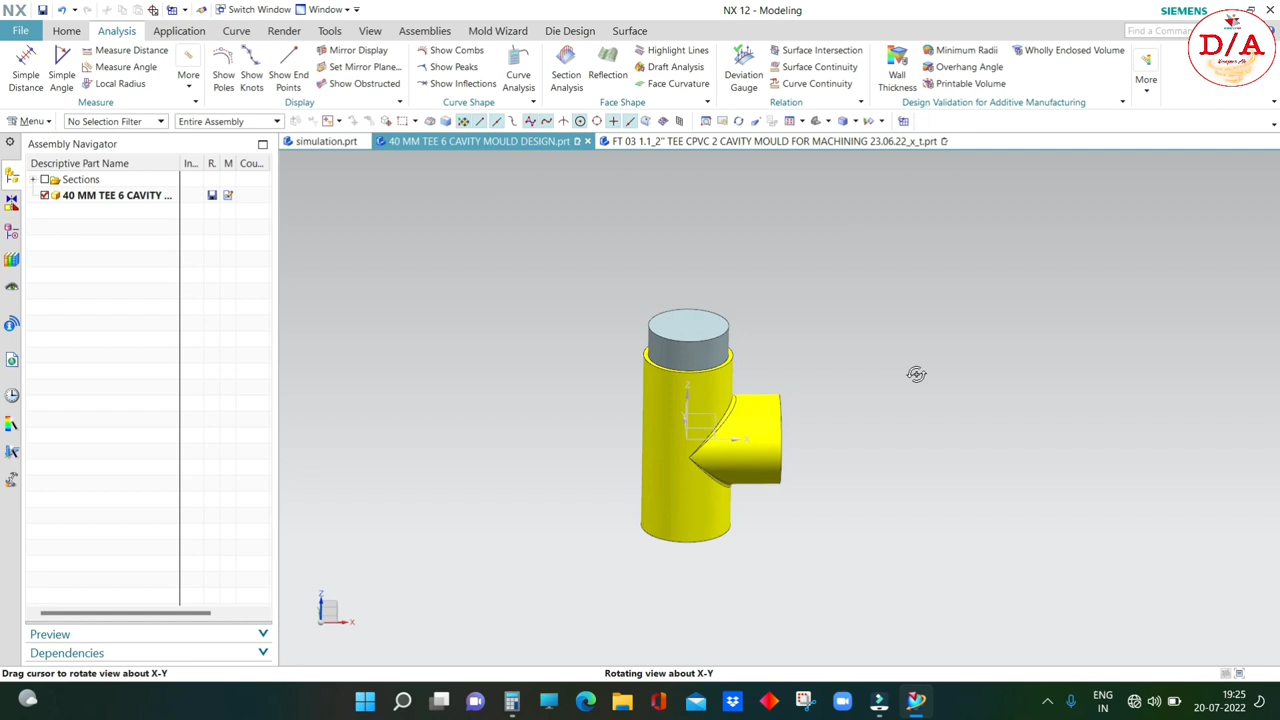 NX
Switch Window
Window
NX 12 - Modeling
SIEMENS
File
Home
Analysis
Application
Curve
Render
Tools
View
Assemblies
Mold Wizard
Die Design
Surface
Find a Comma
D/A
Simple Distance
Simple Angle
Measure Distance
Measure Angle
Local Radius
More
Measure
Show Poles
Show Knots
Show End Points
Mirror Display
Set Mirror Plane...
Show Obstructed
Display
Show Combs
Show Peaks
Show Inflections
Curve Analysis
Curve Shape
Section Analysis
Reflection
Highlight Lines
Draft Analysis
Face Curvature
Face Shape
Deviation Gauge
Surface Intersection
Surface Continuity
Curve Continuity
Relation
Wall Thickness
Minimum Radii
Overhang Angle
Printable Volume
Wholly Enclosed Volume
Design Validation for Additive Manufacturing
More
Menu
No Selection Filter
Entire Assembly
Assembly Navigator
simulation.prt
40 MM TEE 6 CAVITY MOULD DESIGN.prt
FT 03 1.1_2" TEE CPVC 2 CAVITY MOULD FOR MACHINING 23.06.22_x_t.prt
Descriptive Part Name
In...
R.
M
Cou...
Sections
40 MM TEE 6 CAVITY ...
Z
Y
X
Z
X
Preview
Dependencies
Drag cursor to rotate view about X-Y
Rotating view about X-Y
ENG
IN
19:25
20-07-2022